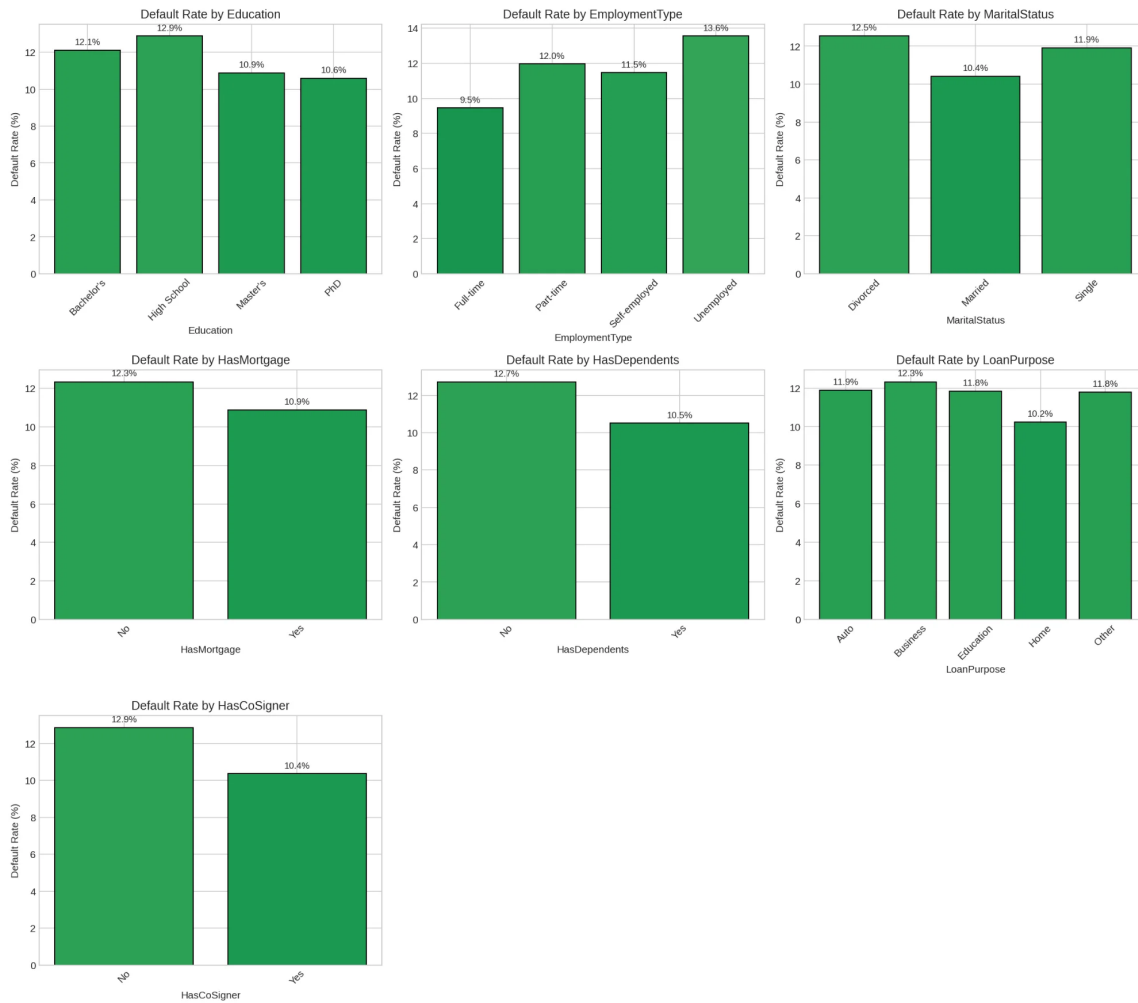 Default Rate by Education
Default Rate (%)
12
10
8
6
4
2
0
12.1%
12.9%
10.9%
10.6%
Bachelor's
High School
Master's
PhD
Education
Default Rate by EmploymentType
Default Rate (%)
14
12
10
8
6
4
2
0
9.5%
12.0%
11.5%
13.6%
Full-time
Part-time
Self-employed
Unemployed
EmploymentType
Default Rate by MaritalStatus
Default Rate (%)
12
10
8
6
4
2
0
12.5%
10.4%
11.9%
Divorced
Married
Single
MaritalStatus
Default Rate by HasMortgage
Default Rate (%)
12
10
8
6
4
2
0
12.3%
10.9%
No
Yes
HasMortgage
Default Rate by HasDependents
Default Rate (%)
12
10
8
6
4
2
0
12.7%
10.5%
No
Yes
HasDependents
Default Rate by LoanPurpose
Default Rate (%)
12
10
8
6
4
2
0
11.9%
12.3%
11.8%
10.2%
11.8%
Auto
Business
Education
Home
Other
LoanPurpose
Default Rate by HasCoSigner
Default Rate (%)
12
10
8
6
4
2
0
12.9%
10.4%
No
Yes
HasCoSigner